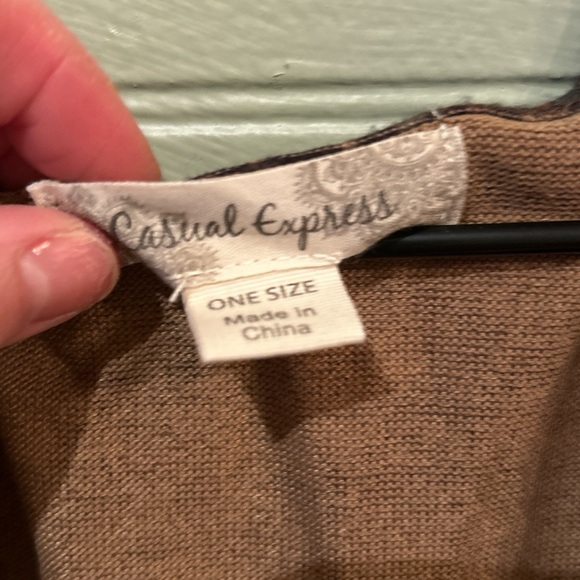 Casual Express
ONE SIZE
Made in
China